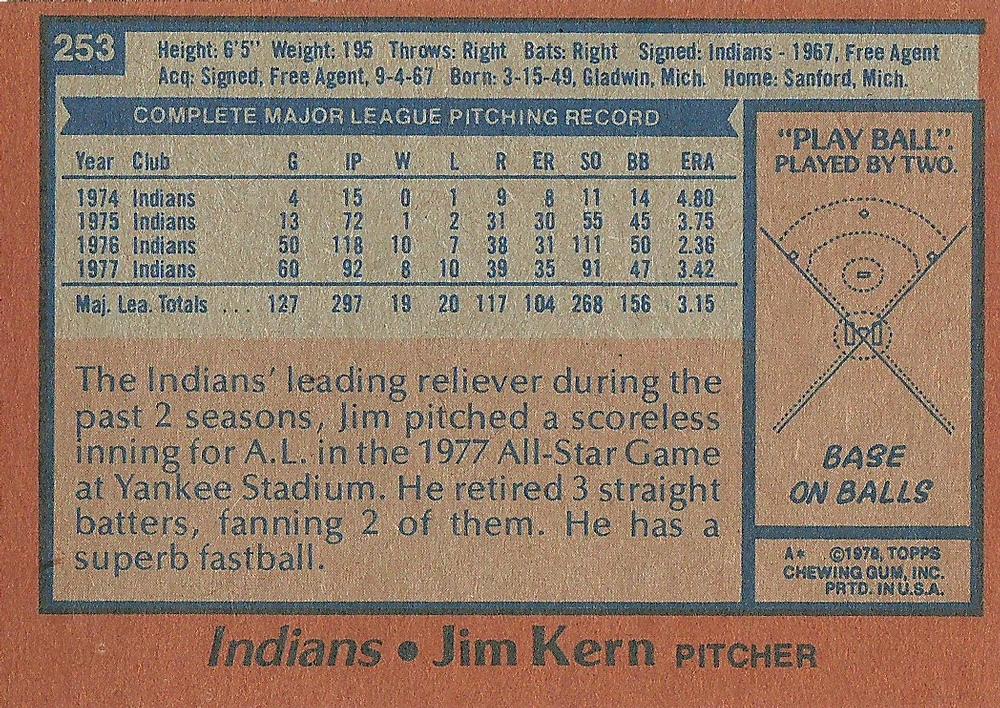 253
Height: 6'5" Weight: 195 Throws: Right Bats: Right Signed: Indians - 1967, Free Agent
Acq: Signed, Free Agent, 9-4-67 Born: 3-15-49, Gladwin, Mich. Home: Sanford, Mich.
COMPLETE MAJOR LEAGUE PITCHING RECORD
Year Club G IP W L R ER SO BB ERA
1974 Indians 4 15 0 1 9 8 11 14 4.80
1975 Indians 13 72 1 2 31 30 55 45 3.75
1976 Indians 50 118 10 7 38 31 111 50 2.36
1977 Indians 60 92 8 10 39 35 91 47 3.42
Maj. Lea. Totals ... 127 297 19 20 117 104 268 156 3.15
The Indians' leading reliever during the
past 2 seasons, Jim pitched a scoreless
inning for A.L. in the 1977 All-Star Game
at Yankee Stadium. He retired 3 straight
batters, fanning 2 of them. He has a
superb fastball.
"PLAY BALL".
PLAYED BY TWO.
BASE
ON BALLS
A* ©1978, TOPPS
CHEWING GUM, INC.
PRTD. IN U.S.A.
Indians • Jim Kern PITCHER